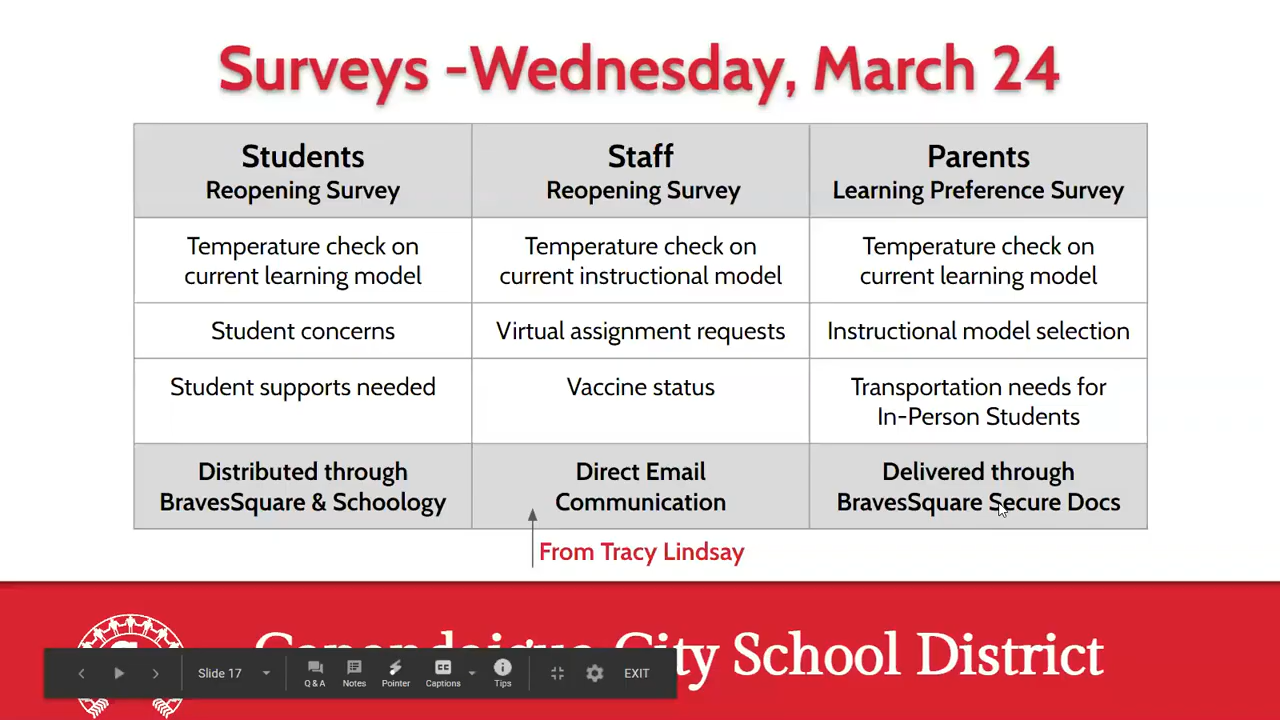 Surveys -Wednesday, March 24
Students
Reopening Survey
Staff
Reopening Survey
Parents
Learning Preference Survey
Temperature check on
current learning model
Temperature check on
current instructional model
Temperature check on
current learning model
Student concerns
Virtual assignment requests
Instructional model selection
Student supports needed
Vaccine status
Transportation needs for
In-Person Students
Distributed through
BravesSquare & Schoology
Direct Email
Communication
Delivered through
BravesSquare Secure Docs
From Tracy Lindsay
Canandaigua City School District
Slide 17
Q & A
Notes
Pointer
CC
Captions
Tips
EXIT